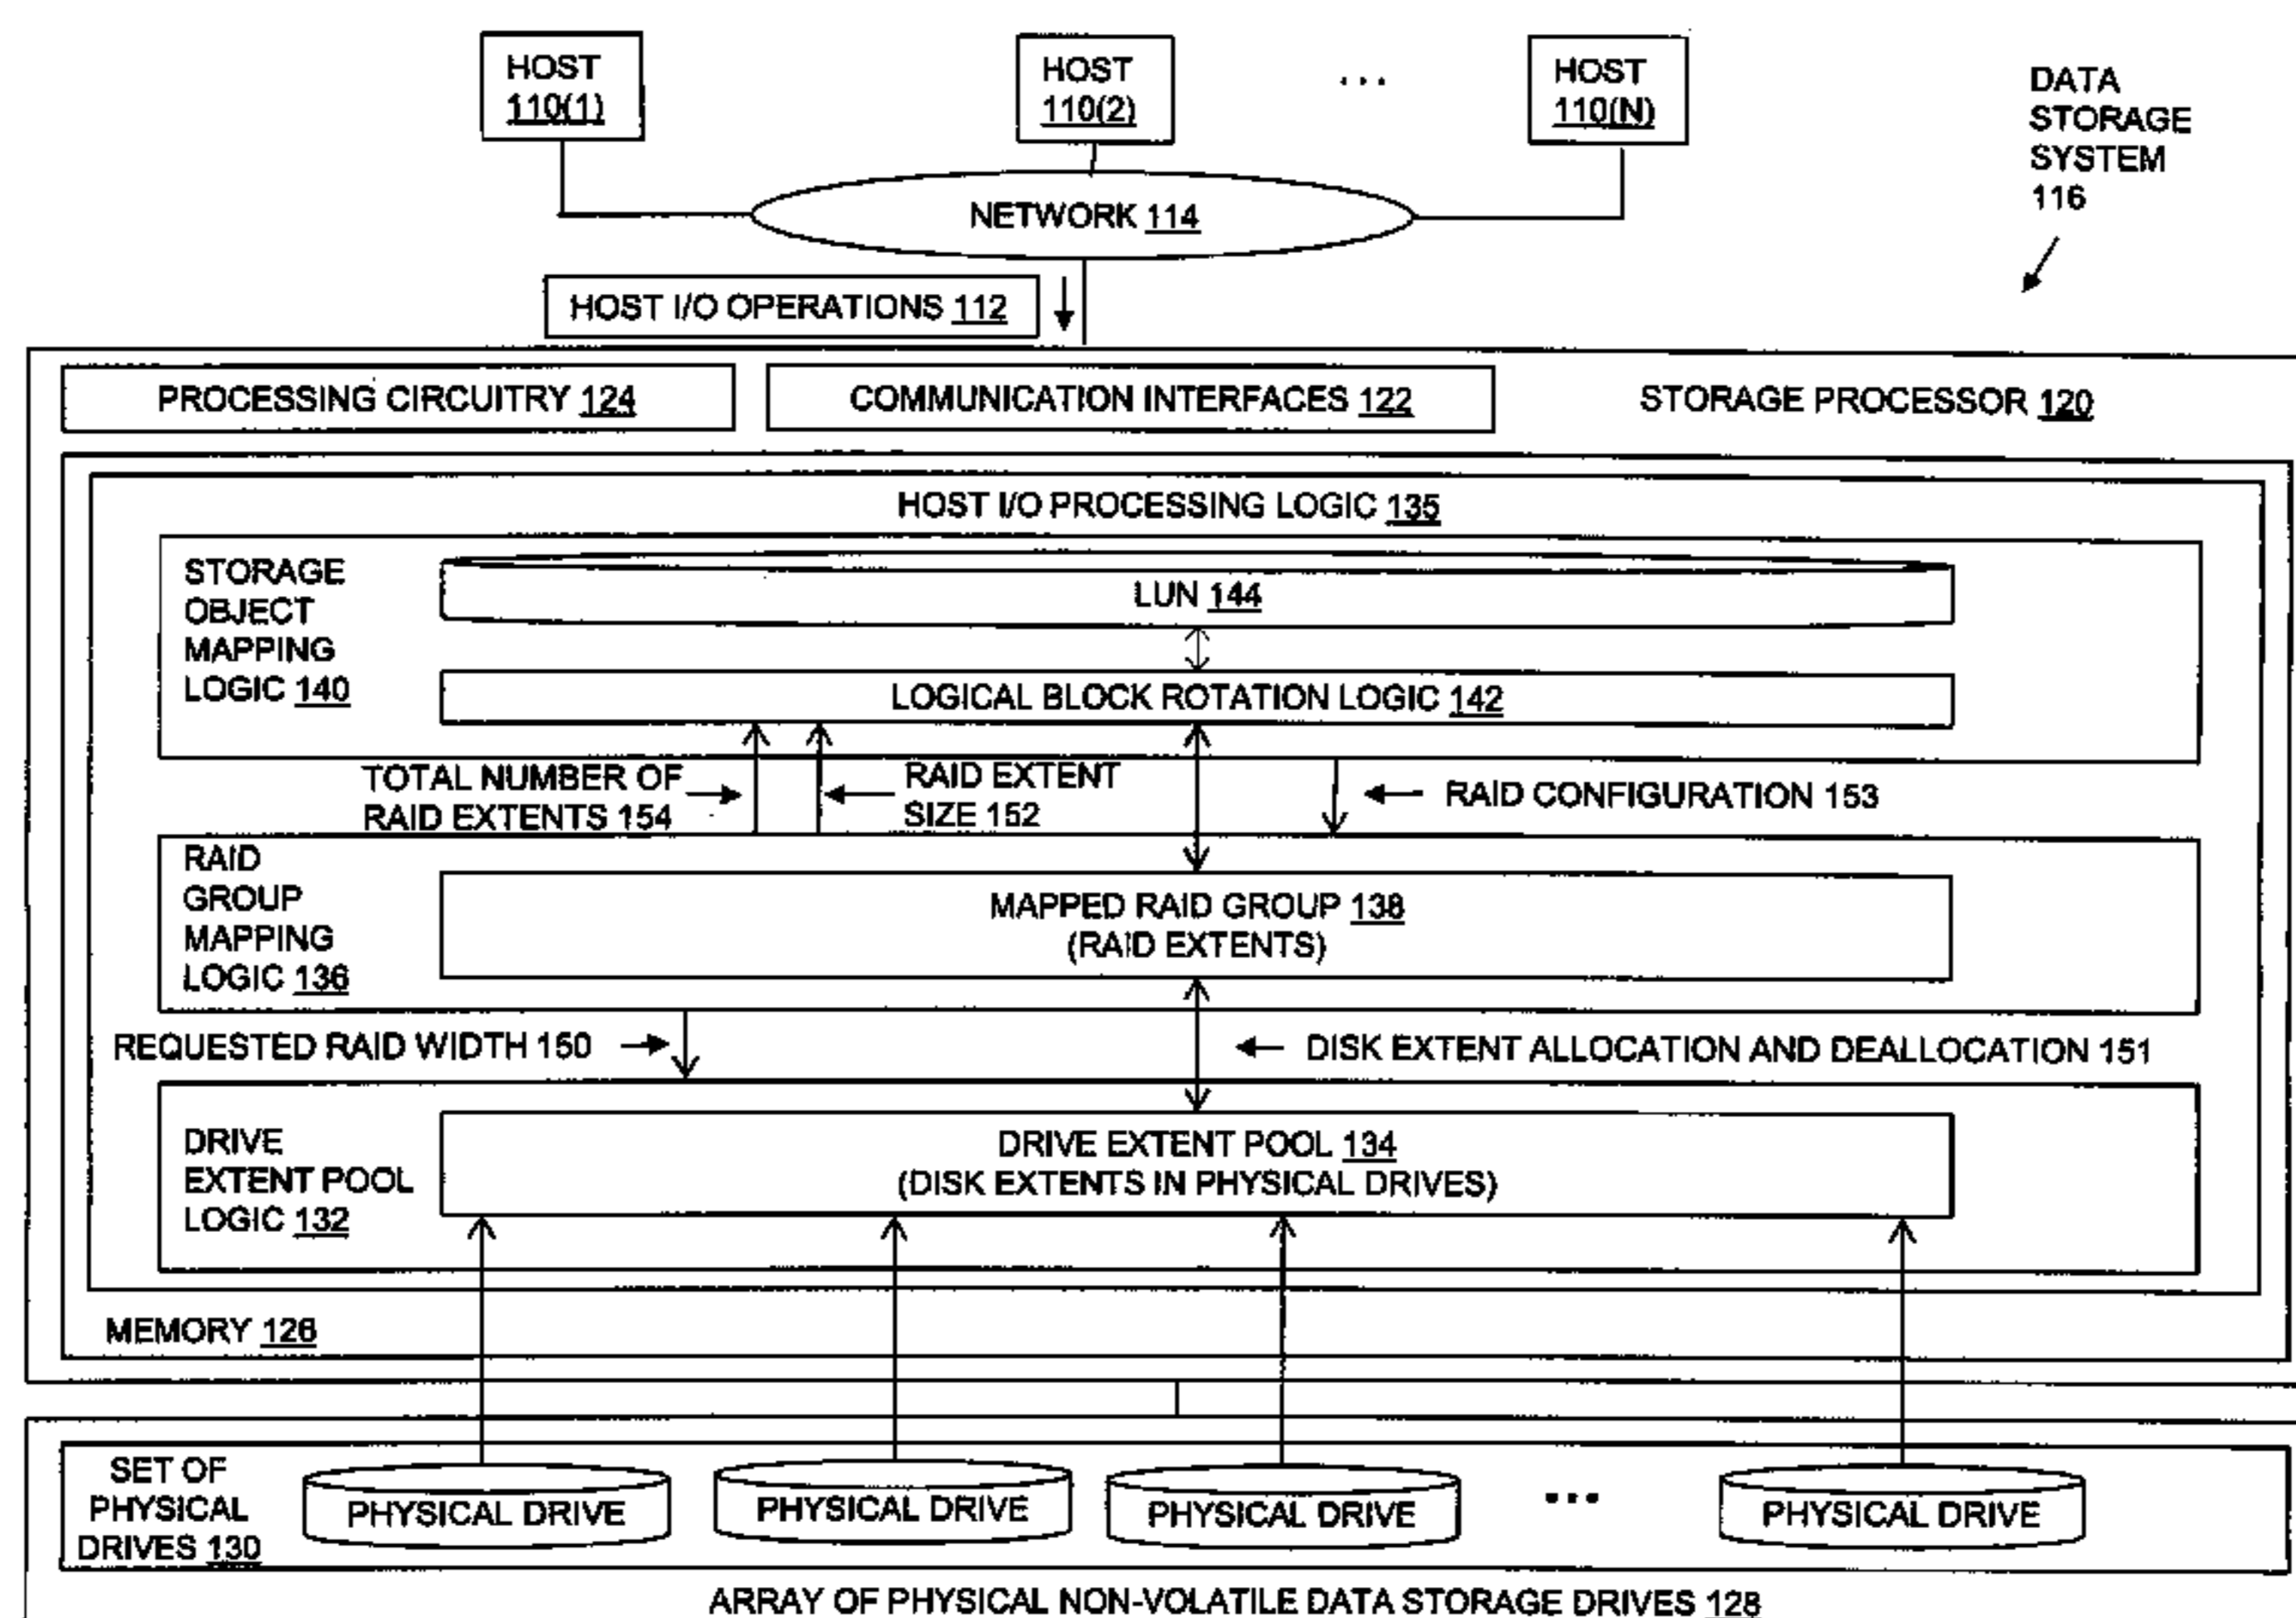 HOST
110(1)
HOST
110(2)
...
HOST
110(N)
DATA
STORAGE
SYSTEM
116
NETWORK 114
HOST I/O OPERATIONS 112
PROCESSING CIRCUITRY 124
COMMUNICATION INTERFACES 122
STORAGE PROCESSOR 120
HOST I/O PROCESSING LOGIC 135
STORAGE
OBJECT
MAPPING
LOGIC 140
LUN 144
LOGICAL BLOCK ROTATION LOGIC 142
TOTAL NUMBER OF
RAID EXTENTS 154
RAID EXTENT
SIZE 152
RAID CONFIGURATION 153
RAID
GROUP
MAPPING
LOGIC 136
MAPPED RAID GROUP 138
(RAID EXTENTS)
REQUESTED RAID WIDTH 150
DISK EXTENT ALLOCATION AND DEALLOCATION 151
DRIVE
EXTENT POOL
LOGIC 132
DRIVE EXTENT POOL 134
(DISK EXTENTS IN PHYSICAL DRIVES)
MEMORY 126
SET OF
PHYSICAL
DRIVES 130
PHYSICAL DRIVE
PHYSICAL DRIVE
PHYSICAL DRIVE
...
PHYSICAL DRIVE
ARRAY OF PHYSICAL NON-VOLATILE DATA STORAGE DRIVES 128